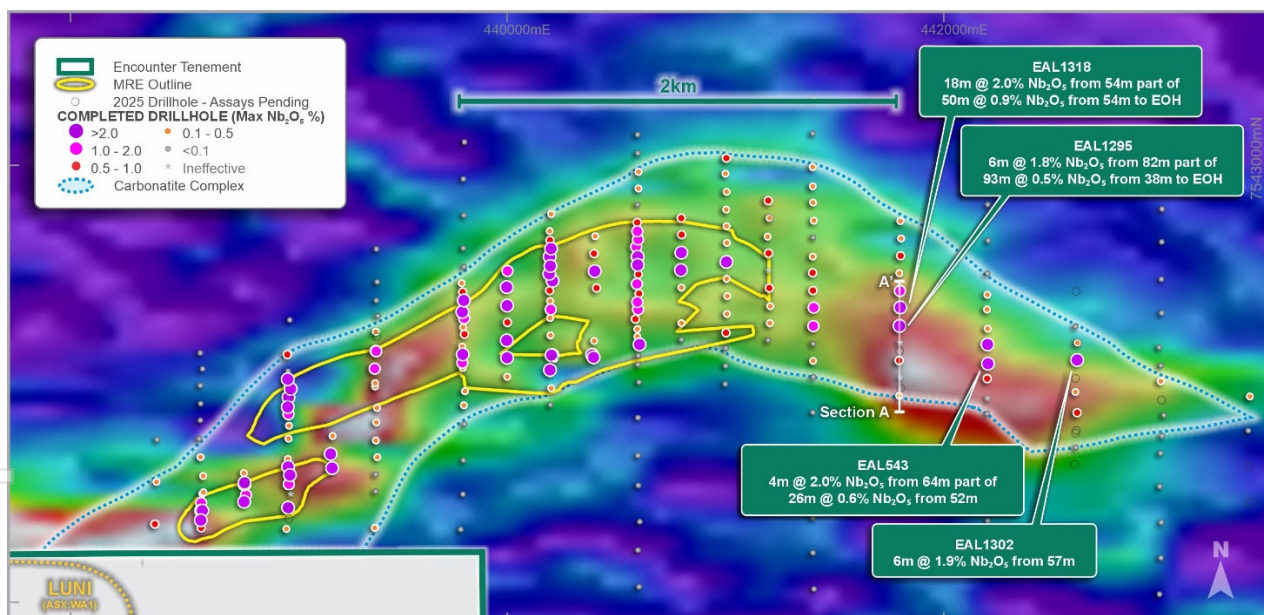 440000mE
442000mE
7543000mN
Encounter Tenement
MRE Outline
2025 Drillhole - Assays Pending
COMPLETED DRILLHOLE (Max Nb₂O₅ %)
>2.0
0.1 - 0.5
1.0 - 2.0
<0.1
0.5 - 1.0
Ineffective
Carbonatite Complex
2km
EAL1318
18m @ 2.0% Nb₂O₅ from 54m part of
50m @ 0.9% Nb₂O₅ from 54m to EOH
EAL1295
6m @ 1.8% Nb₂O₅ from 82m part of
93m @ 0.5% Nb₂O₅ from 38m to EOH
A'
Section A
EAL543
4m @ 2.0% Nb₂O₅ from 64m part of
26m @ 0.6% Nb₂O₅ from 52m
EAL1302
6m @ 1.9% Nb₂O₅ from 57m
LUNI
(ASX:WA1)
N